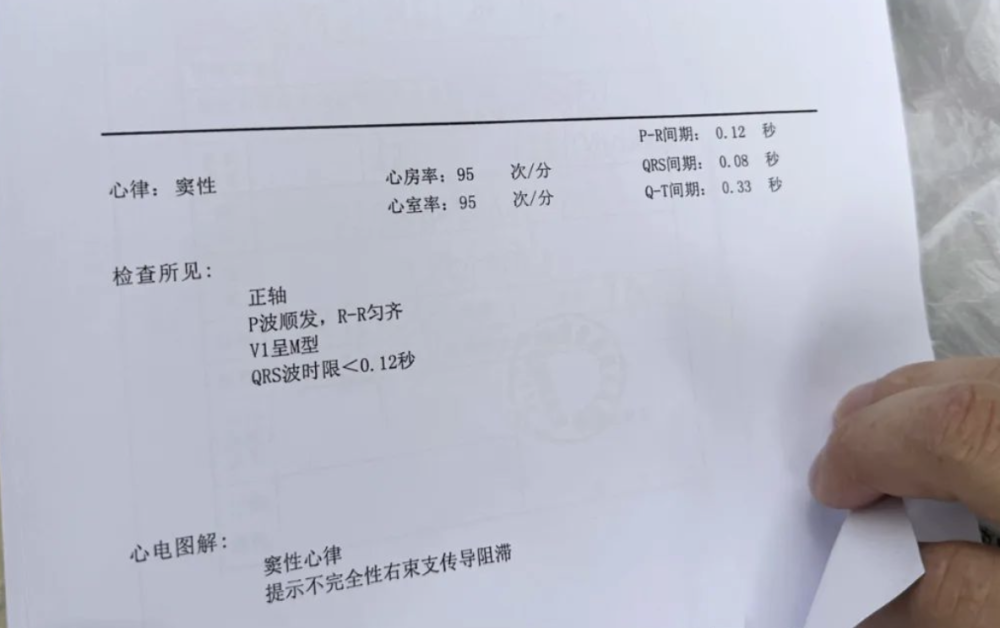 P-R间期: 0.12 秒
心律: 窦性 心房率: 95 次/分 QRS间期: 0.08 秒
心室率: 95 次/分 Q-T间期: 0.33 秒
检查所见:
正轴
P波顺发, R-R匀齐
V1呈M型
QRS波时限<0.12秒
心电图解:
窦性心律
提示不完全性右束支传导阻滞